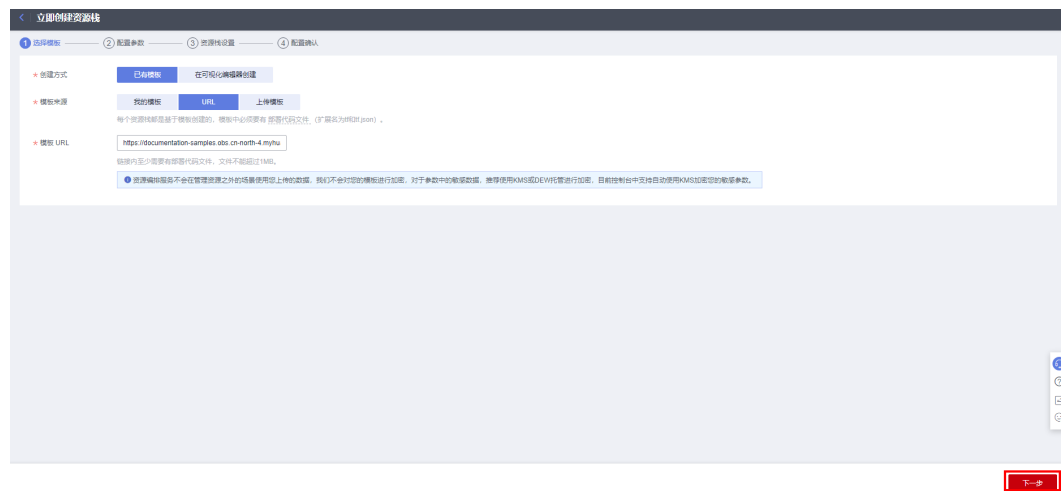 立即创建资源栈
1 选择模板 2 配置参数 3 资源栈设置 4 配置确认
* 创建方式 已有模板 在可视化编辑器创建
* 模板来源 我的模板 URL 上传模板
每个资源栈都是基于模板创建的，模板中必须要有 部署代码文件（扩展名为tf和tf.json）。
* 模板 URL https://documentation-samples.obs.cn-north-4.myhu
链接内至少需要有部署代码文件，文件不能超过1MB。
资源编排服务不会在管理资源之外的场景使用您上传的数据，我们不会对您的模板进行加密，对于参数中的敏感数据，推荐使用KMS或DEW托管进行加密，目前控制台中支持自动使用KMS加密您的敏感参数。
下一步